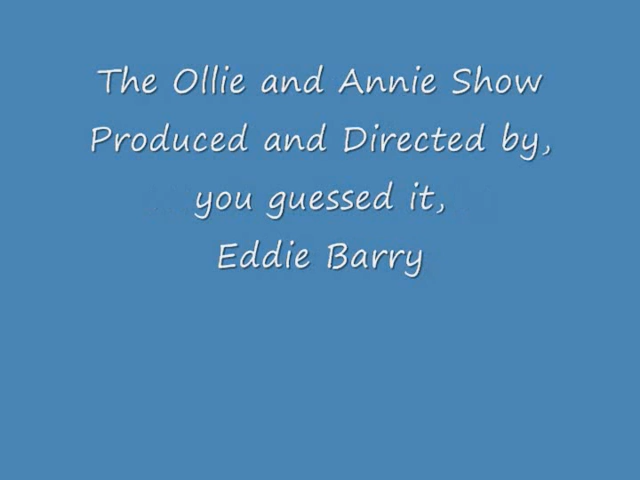 The Ollie and Annie Show
Produced and Directed by,
you guessed it,
Eddie Barry